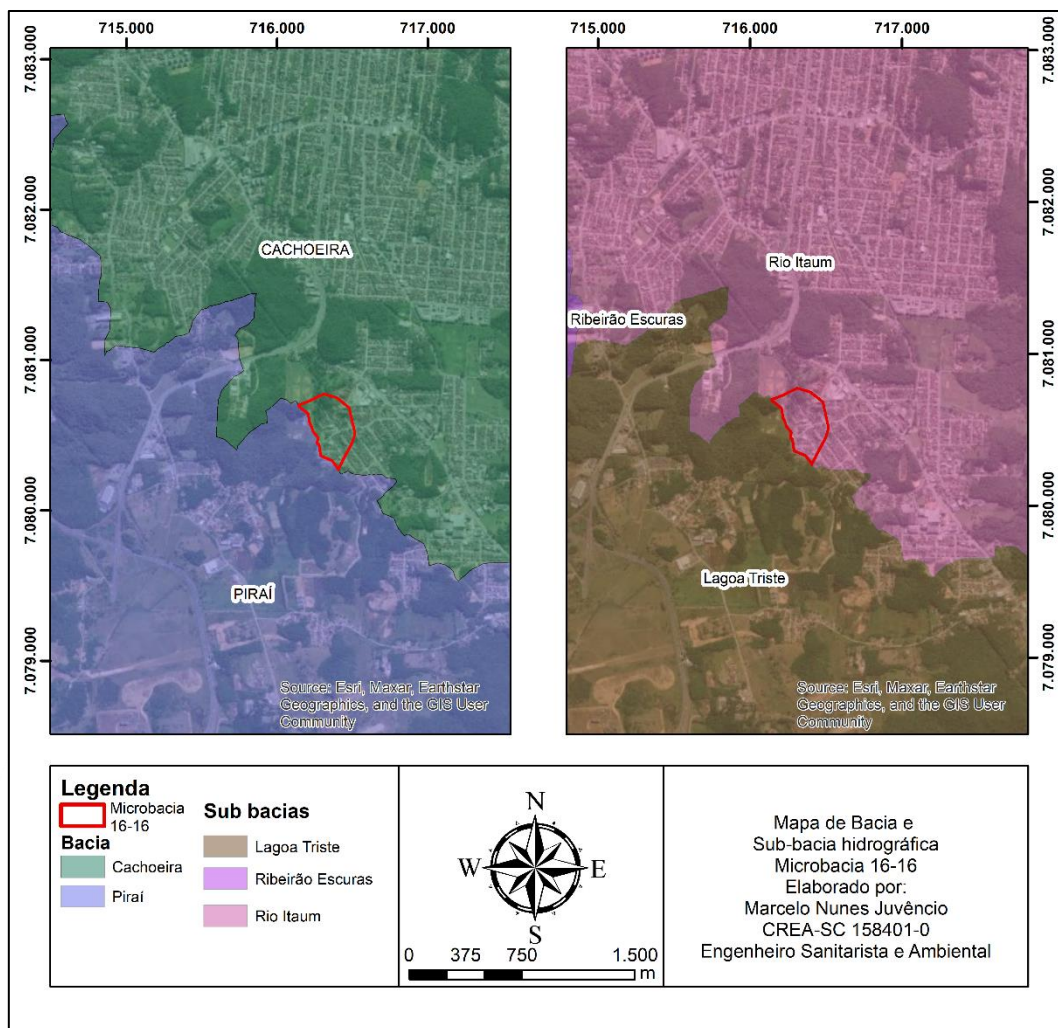 715.000 716.000 717.000
7.083.000
7.082.000
7.081.000
7.080.000
7.079.000
CACHOEIRA
PIRAÍ
Source: Esri, Maxar, Earthstar
Geographics, and the GIS User
Community
715.000 716.000 717.000
7.083.000
7.082.000
7.081.000
7.080.000
7.079.000
Rio Itaum
Ribeirão Escuras
Lagoa Triste
Source: Esri, Maxar, Earthstar
Geographics, and the GIS User
Community
Legenda
Microbacia
16-16
Bacia
Cachoeira
Piraí
Sub bacias
Lagoa Triste
Ribeirão Escuras
Rio Itaum
N
W E
S
0 375 750 1.500
m
Mapa de Bacia e
Sub-bacia hidrográfica
Microbacia 16-16
Elaborado por:
Marcelo Nunes Juvêncio
CREA-SC 158401-0
Engenheiro Sanitarista e Ambiental